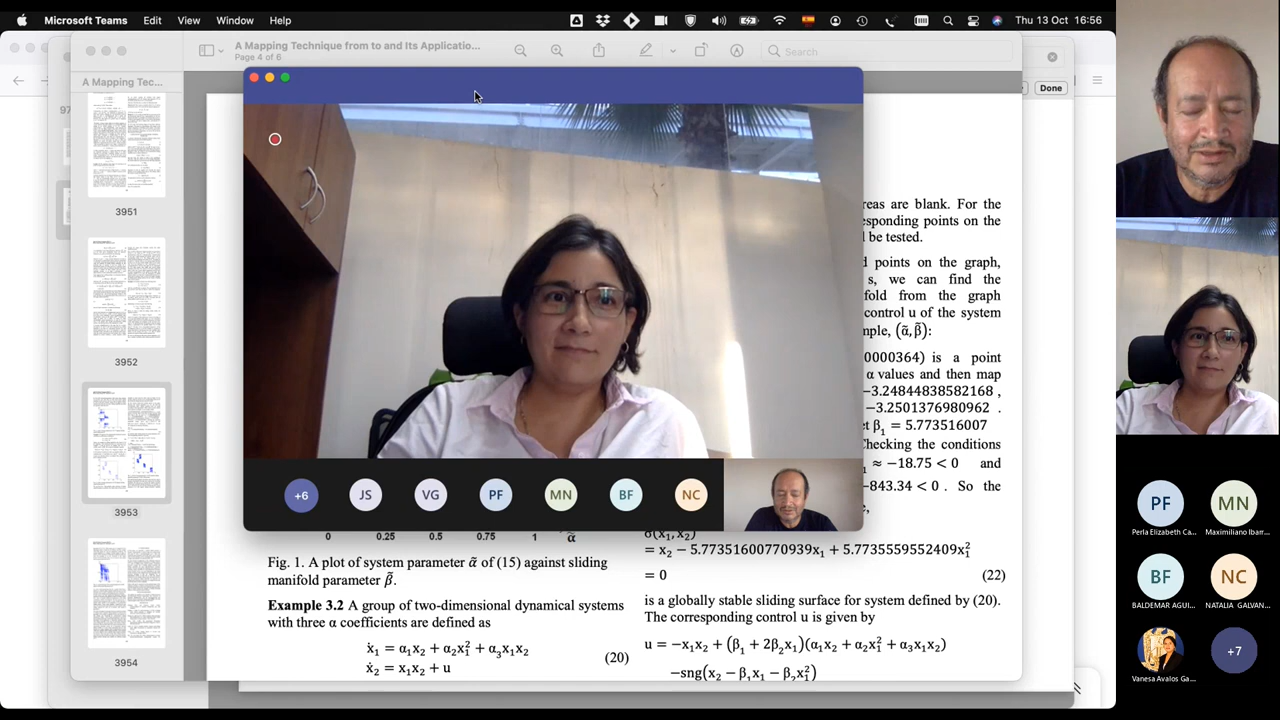 Microsoft Teams Edit View Window Help Thu 13 Oct 16:56
A Mapping Technique from to and Its Applicatio...
Page 4 of 6
Search
A Mapping Tec...
Done
3951
3952
3953
3954
reas are blank. For the
esponding points on the
l be tested.
d points on the graph,
s, we can find the
fold from the graph
control u of the system
mple, (α̃, β̃):
0000364) is a point
α values and then map
−3.24844838582168 ,
−3.2501376980962 .
et β₁ = 5.773516007
Checking the conditions
₁ ≈ −18.75 < 0 and
−843.34 < 0 . So the
+6 JS VG PF MN BF NC
0 0.25 0.5 0.75 1 α̃
Fig. 1. A plot of system parameter α̃ of (15) against sliding
manifold parameter β̃.
Example 3.2 A group of two-dimensional dynamical systems
with three α coefficients are defined as
ẋ₁ = α₁x₂ + α₂x₁² + α₃x₁x₂
ẋ₂ = x₁x₂ + u
(20)
σ(x₁, x₂)
= x₂ − 5.77351600770939x₁ + 5.7735559552409x₁²
= 0 (22)
is a globally stable sliding surface for system defined by (20).
The corresponding control u is given by
u = −x₁x₂ + (β₁ + 2β₂x₁)(α₁x₂ + α₂x₁² + α₃x₁x₂)
−sng(x₂ − β₁x₁ − β₂x₁²)
PF MN
Perla Elizabeth Ca... Maximiliano Ibarr...
BF NC
BALDEMAR AGUI... NATALIA GALVAN...
+7
Vanesa Avalos Ga...